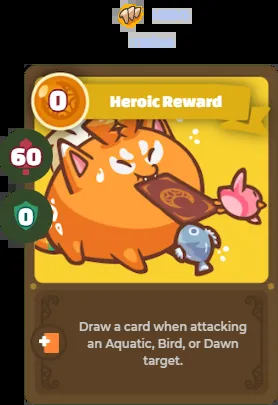 0
Heroic Reward
60
0
Draw a card when attacking
an Aquatic, Bird, or Dawn
target.